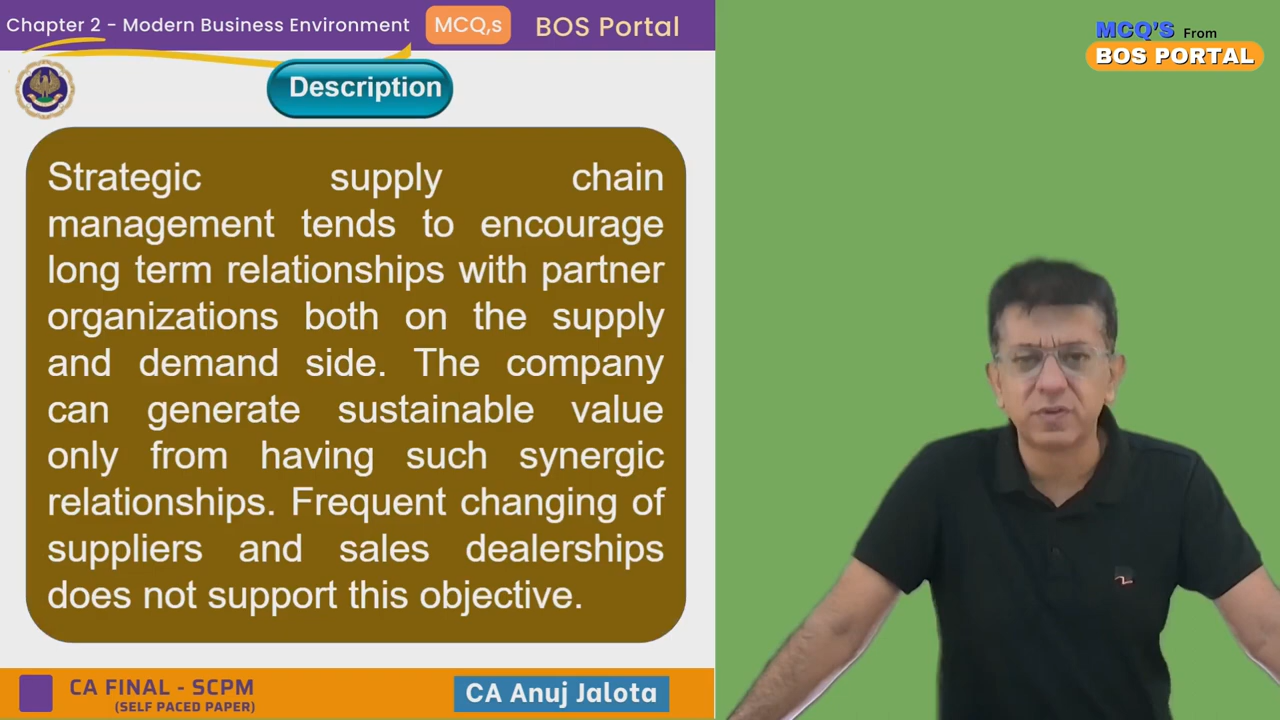 Chapter 2 - Modern Business Environment
MCQ,s
BOS Portal
MCQ'S From
BOS PORTAL
Description
Strategic supply chain
management tends to encourage
long term relationships with partner
organizations both on the supply
and demand side. The company
can generate sustainable value
only from having such synergic
relationships. Frequent changing of
suppliers and sales dealerships
does not support this objective.
CA FINAL - SCPM
(SELF PACED PAPER)
CA Anuj Jalota